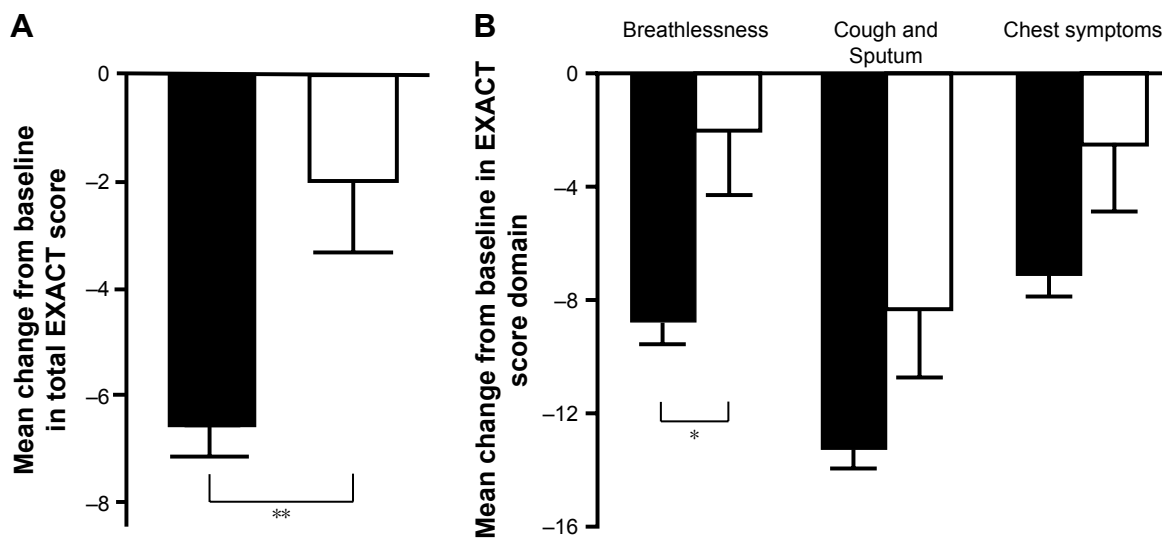 A
Mean change from baseline
in total EXACT score
0
–2
–4
–6
–8
**
B
Mean change from baseline in EXACT
score domain
Breathlessness
Cough and
Sputum
Chest symptoms
0
–4
–8
–12
–16
*